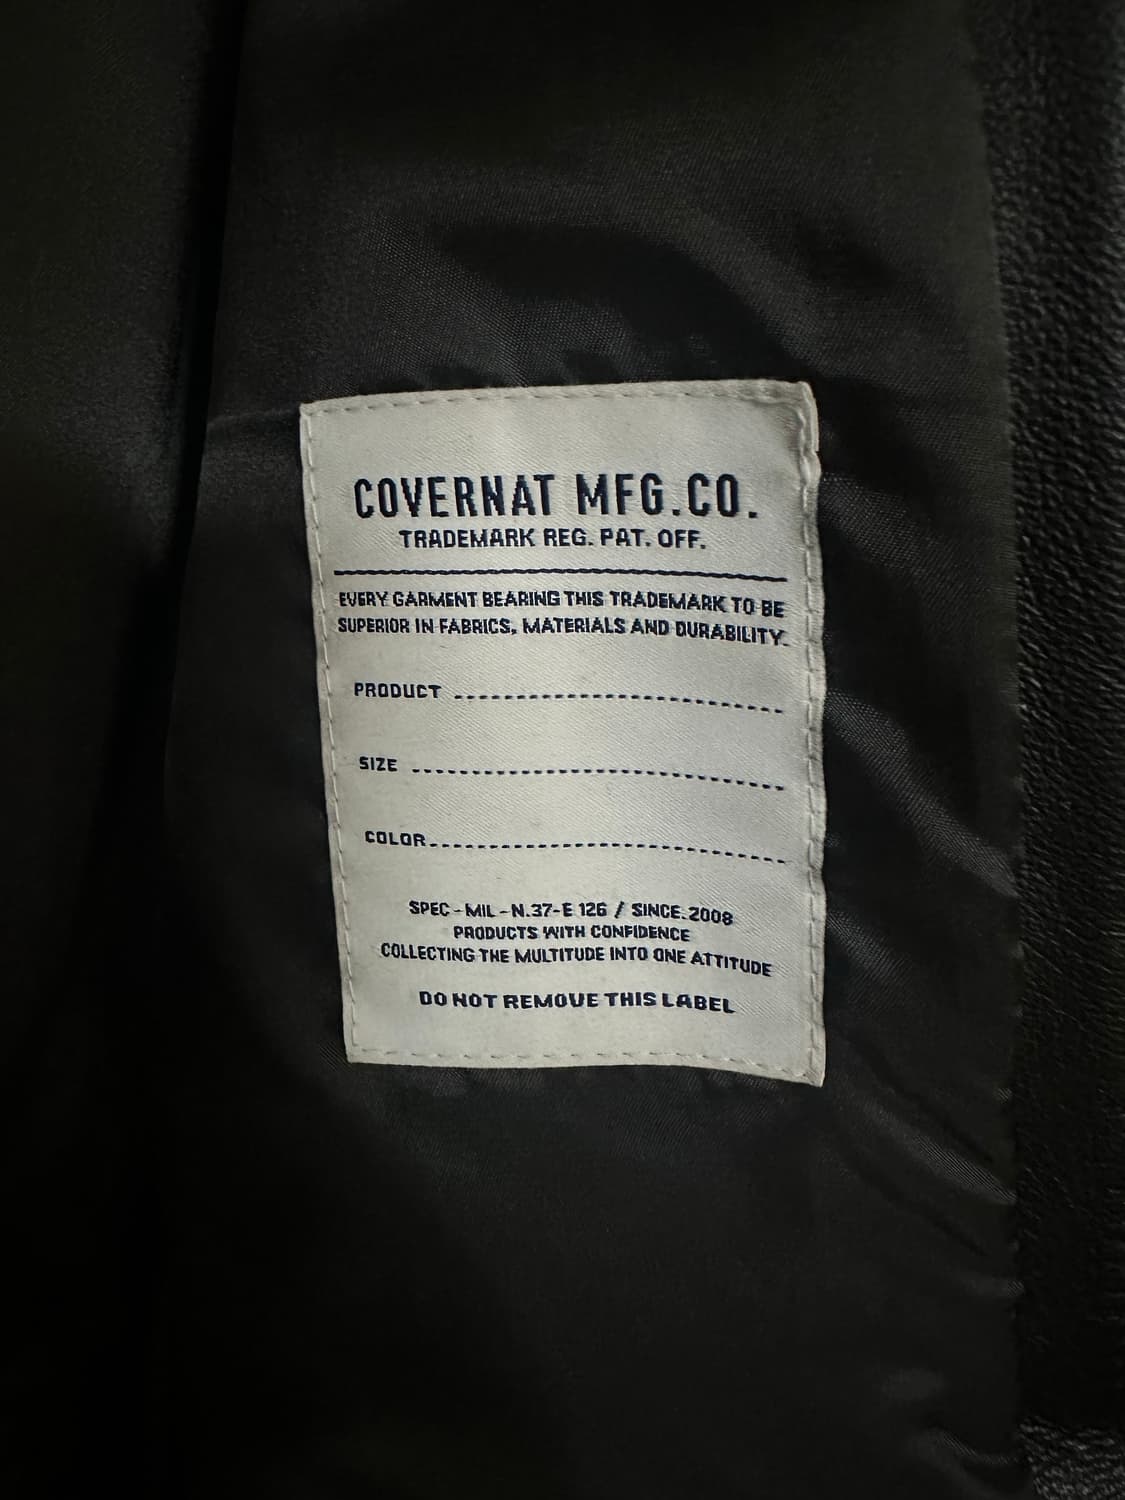 COVERNAT MFG.CO.
TRADEMARK REG. PAT. OFF.
EVERY GARMENT BEARING THIS TRADEMARK TO BE
SUPERIOR IN FABRICS, MATERIALS AND DURABILITY.
PRODUCT ..............................
SIZE ..................................
COLOR..................................
SPEC-MIL-N.37-E 126 / SINCE.2008
PRODUCTS WITH CONFIDENCE
COLLECTING THE MULTITUDE INTO ONE ATTITUDE
DO NOT REMOVE THIS LABEL